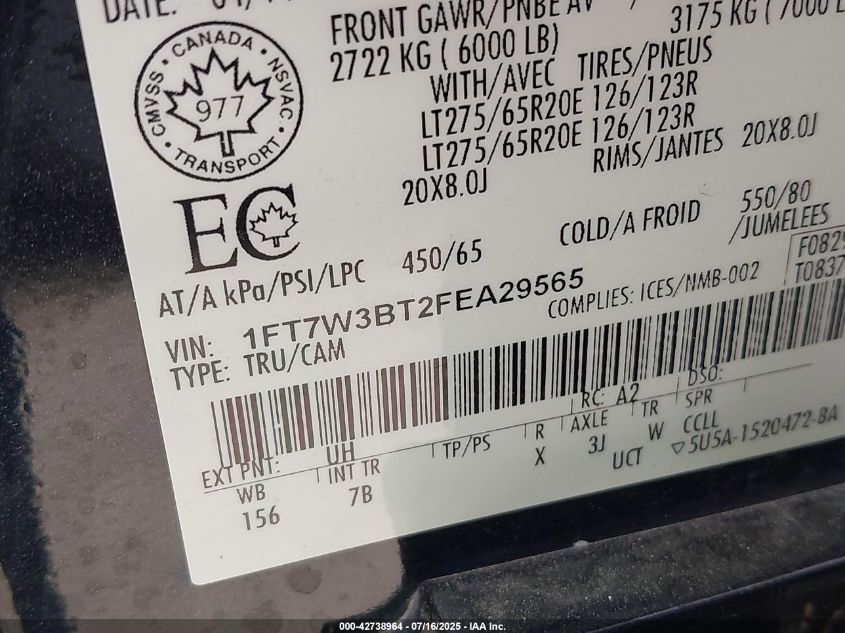 DATE:
FRONT GAWR/PNBE AV
2722 KG ( 6000 LB)
3175 KG ( 7000 L
WITH/AVEC TIRES/PNEUS
LT275/65R20E 126/123R
LT275/65R20E 126/123R
20X8.0J
RIMS/JANTES 20X8.0J
CANADA
CMVSS
NSVAC
977
TRANSPORT
EC
AT/A kPa/PSI/LPC 450/65
COLD/A FROID 550/80
/JUMELEES
VIN: 1FT7W3BT2FEA29565
COMPLIES: ICES/NMB-002
F0829
T0837
TYPE: TRU/CAM
EXT PNT: UH
RC: A2 DSO:
WB INT TR TP/PS R AXLE TR SPR
156 7B X 3J W CCLL
UCT ▽5U5A-1520472-BA
000-42738964 - 07/16/2025 - IAA Inc.